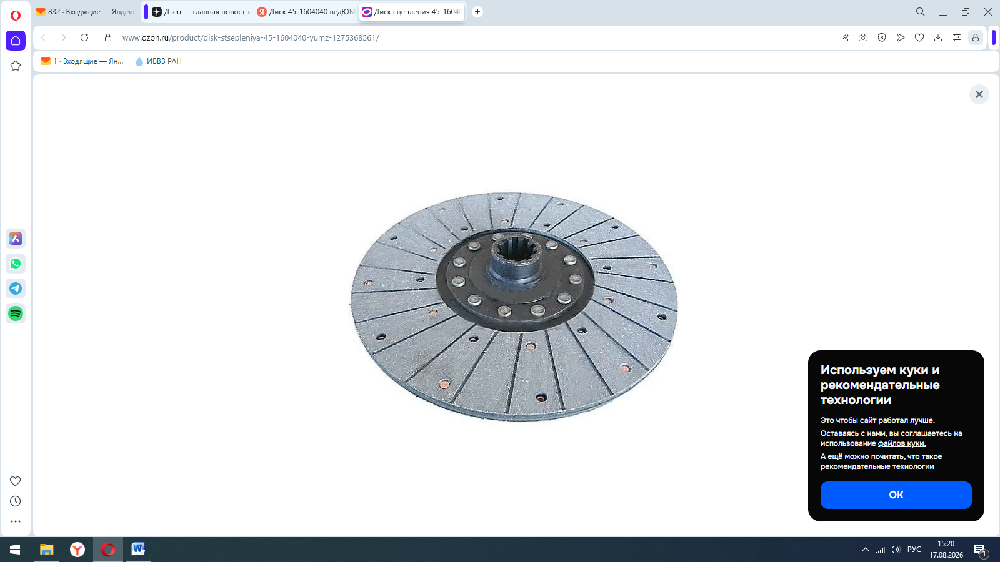 832 · Входящие — Яндекс
Дзен — главная новостна
Диск 45-1604040 ведЮМ
Диск сцепления 45-16040
www.ozon.ru/product/disk-stsepleniya-45-1604040-yumz-1275368561/
1 · Входящие — Ян...
ИБВВ РАН
Используем куки и
рекомендательные
технологии
Это чтобы сайт работал лучше.
Оставаясь с нами, вы соглашаетесь на
использование файлов куки.
А ещё можно почитать, что такое
рекомендательные технологии
ОК
РУС
15:20
17.08.2026
1